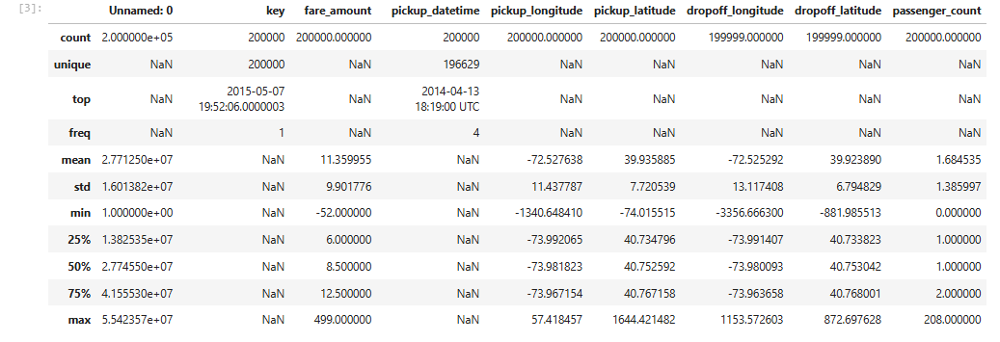 [3]:
Unnamed: 0 key fare_amount pickup_datetime pickup_longitude pickup_latitude dropoff_longitude dropoff_latitude passenger_count
count 2.000000e+05 200000 200000.000000 200000 200000.000000 200000.000000 199999.000000 199999.000000 200000.000000
unique NaN 200000 NaN 196629 NaN NaN NaN NaN NaN
top NaN 2015-05-07 19:52:06.0000003 NaN 2014-04-13 18:19:00 UTC NaN NaN NaN NaN NaN
freq NaN 1 NaN 4 NaN NaN NaN NaN NaN
mean 2.771250e+07 NaN 11.359955 NaN -72.527638 39.935885 -72.525292 39.923890 1.684535
std 1.601382e+07 NaN 9.901776 NaN 11.437787 7.720539 13.117408 6.794829 1.385997
min 1.000000e+00 NaN -52.000000 NaN -1340.648410 -74.015515 -3356.666300 -881.985513 0.000000
25% 1.382535e+07 NaN 6.000000 NaN -73.992065 40.734796 -73.991407 40.733823 1.000000
50% 2.774550e+07 NaN 8.500000 NaN -73.981823 40.752592 -73.980093 40.753042 1.000000
75% 4.155530e+07 NaN 12.500000 NaN -73.967154 40.767158 -73.963658 40.768001 2.000000
max 5.542357e+07 NaN 499.000000 NaN 57.418457 1644.421482 1153.572603 872.697628 208.000000